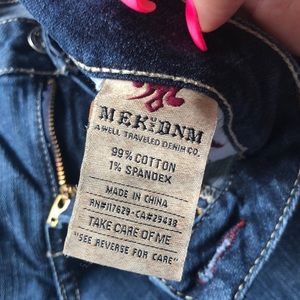 MEK DNM
A WELL TRAVELED DENIM CO.
99% COTTON
1% SPANDEX
MADE IN CHINA
RN#117629-CA#29438
TAKE CARE OF ME
"SEE REVERSE FOR CARE"